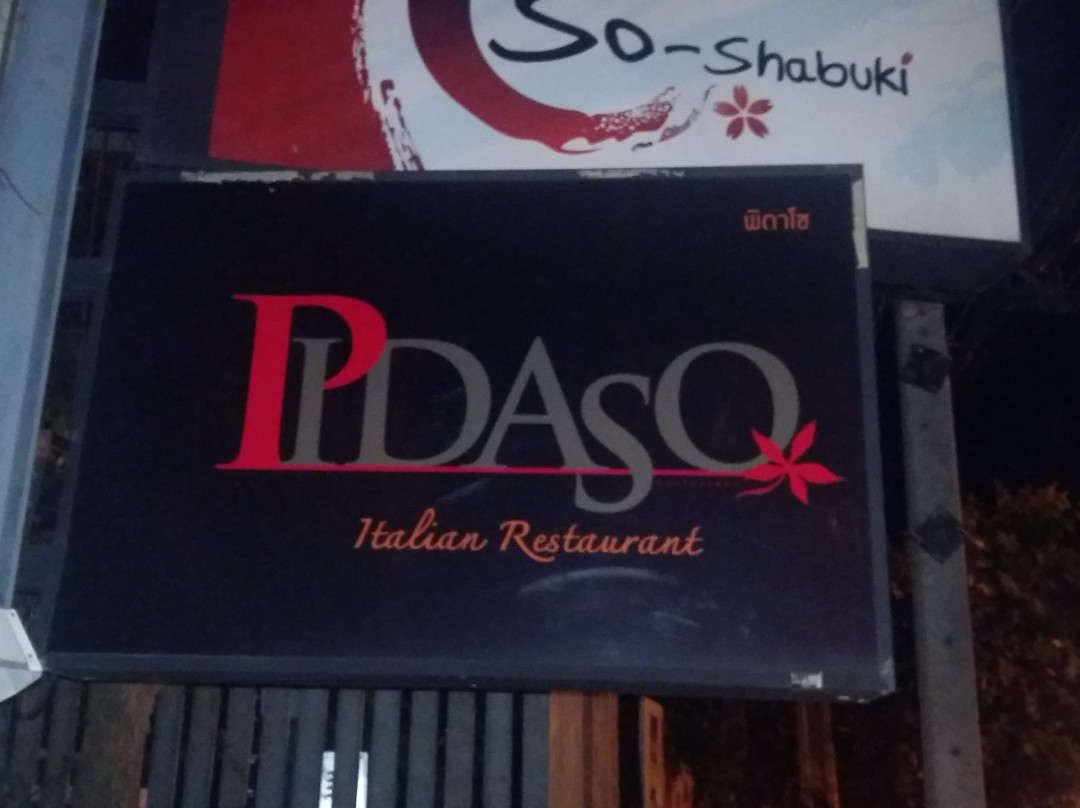 So-Shabuki
พิดาโซ
PIDASO
Italian Restaurant